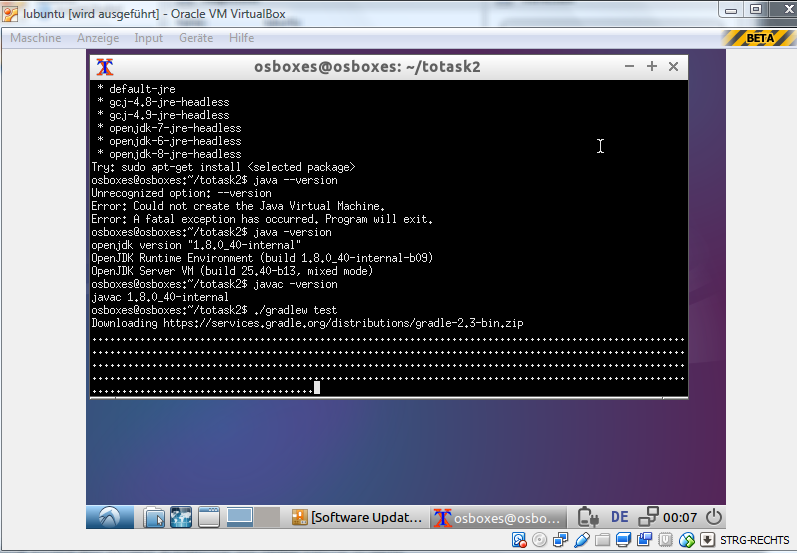 lubuntu [wird ausgeführt] - Oracle VM VirtualBox
Maschine Anzeige Input Geräte Hilfe
BETA
osboxes@osboxes: ~/totask2
* default-jre
* gcj-4.8-jre-headless
* gcj-4.9-jre-headless
* openjdk-7-jre-headless
* openjdk-6-jre-headless
* openjdk-8-jre-headless
Try: sudo apt-get install <selected package>
osboxes@osboxes:~/totask2$ java --version
Unrecognized option: --version
Error: Could not create the Java Virtual Machine.
Error: A fatal exception has occurred. Program will exit.
osboxes@osboxes:~/totask2$ java -version
openjdk version "1.8.0_40-internal"
OpenJDK Runtime Environment (build 1.8.0_40-internal-b09)
OpenJDK Server VM (build 25.40-b13, mixed mode)
osboxes@osboxes:~/totask2$ javac -version
javac 1.8.0_40-internal
osboxes@osboxes:~/totask2$ ./gradlew test
Downloading https://services.gradle.org/distributions/gradle-2.3-bin.zip
[Software Updat...
osboxes@osbo...
DE
00:07
STRG-RECHTS